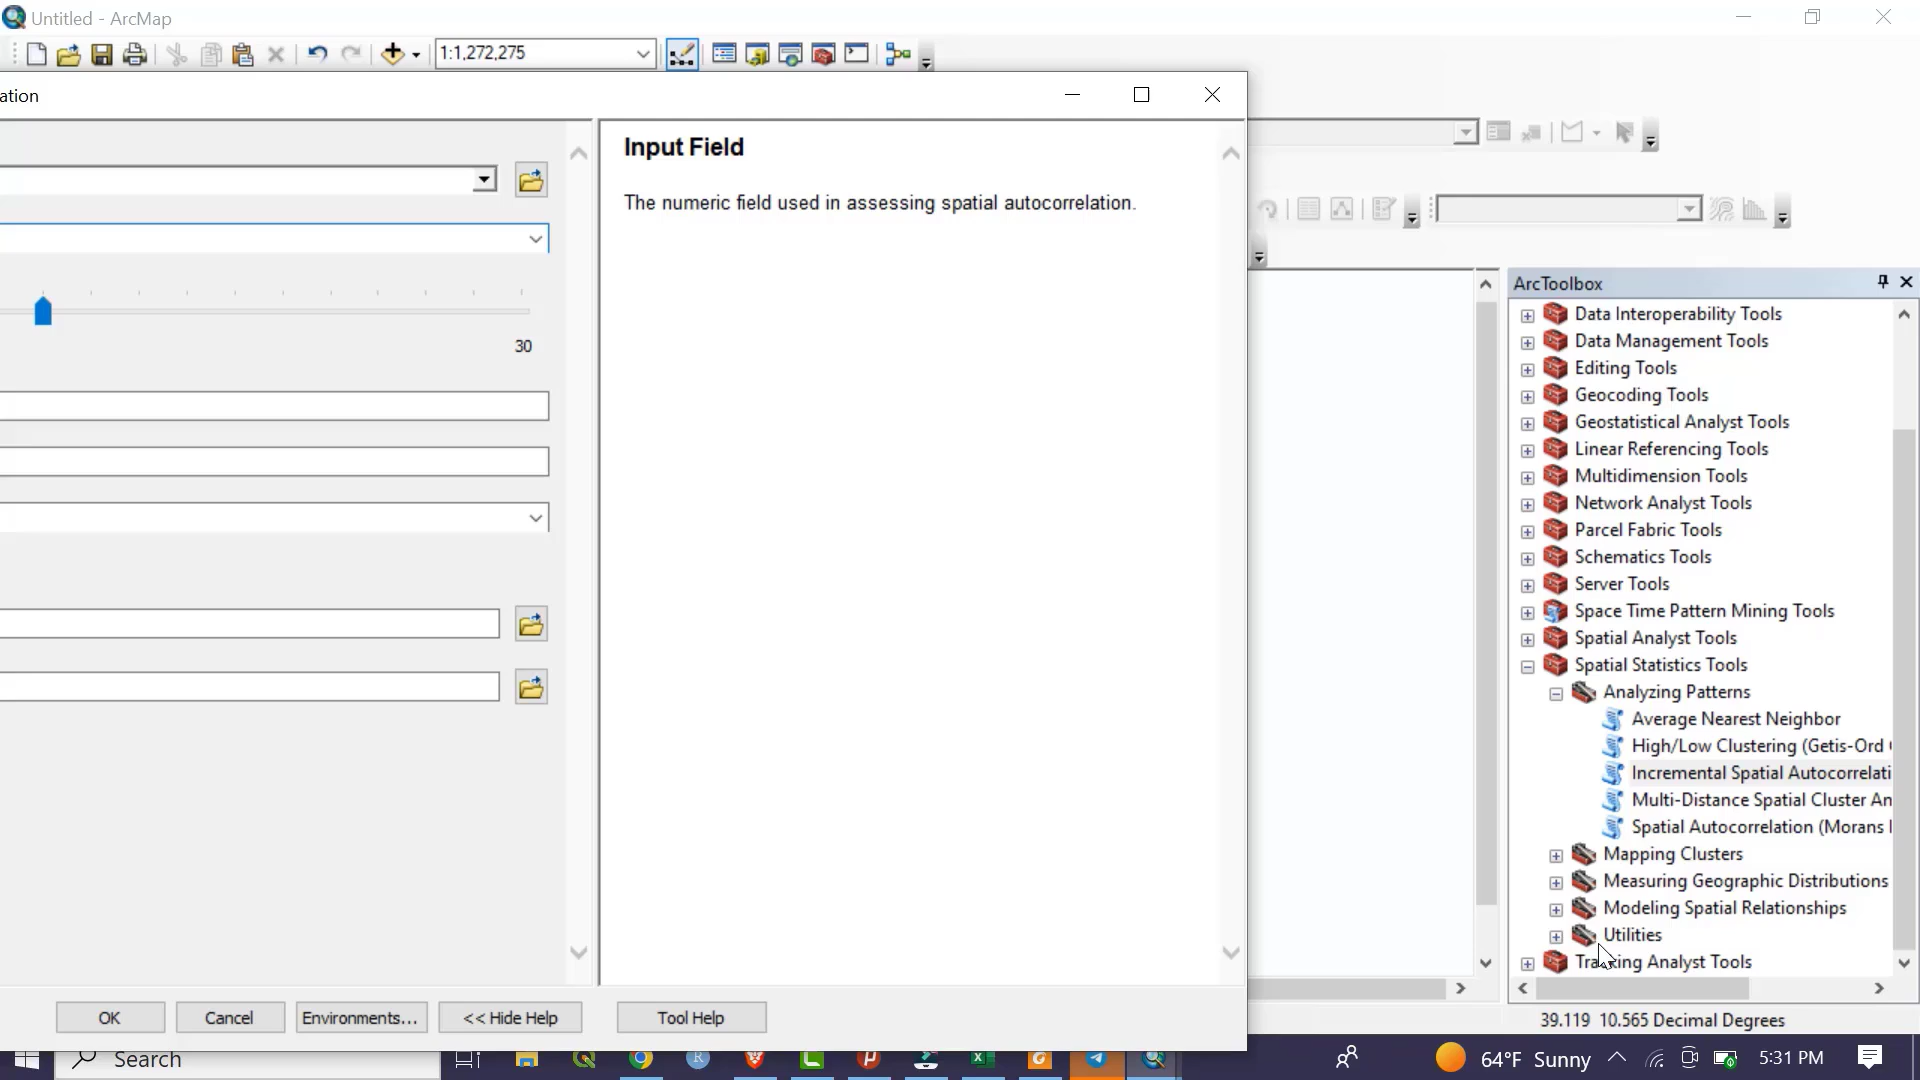 Untitled - ArcMap
1:1,272,275
ation
Input Field
The numeric field used in assessing spatial autocorrelation.
30
OK
Cancel
Environments...
<< Hide Help
Tool Help
ArcToolbox
Data Interoperability Tools
Data Management Tools
Editing Tools
Geocoding Tools
Geostatistical Analyst Tools
Linear Referencing Tools
Multidimension Tools
Network Analyst Tools
Parcel Fabric Tools
Schematics Tools
Server Tools
Space Time Pattern Mining Tools
Spatial Analyst Tools
Spatial Statistics Tools
Analyzing Patterns
Average Nearest Neighbor
High/Low Clustering (Getis-Ord
Incremental Spatial Autocorrelati
Multi-Distance Spatial Cluster An
Spatial Autocorrelation (Morans I
Mapping Clusters
Measuring Geographic Distributions
Modeling Spatial Relationships
Utilities
Tracking Analyst Tools
39.119 10.565 Decimal Degrees
Search
64°F Sunny
5:31 PM